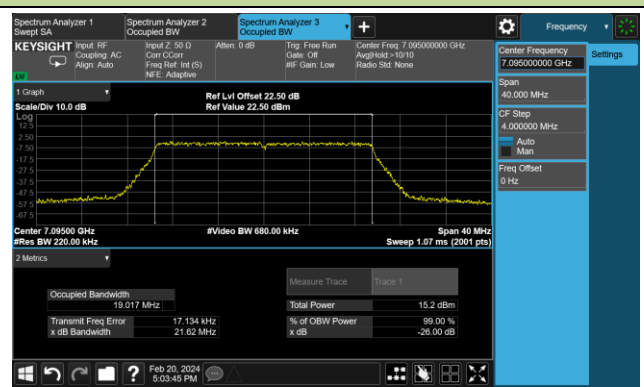 Spectrum Analyzer 1
Swept SA
Spectrum Analyzer 2
Occupied BW
Spectrum Analyzer 3
Occupied BW
Frequency
KEYSIGHT
Input: RF
Coupling: AC
Align: Auto
Input Z: 50 Ω
Corr CCorr
Freq Ref: Int (S)
NFE: Adaptive
Atten: 0 dB
Trig: Free Run
Gate: Off
#IF Gain: Low
Center Freq: 7.095000000 GHz
Avg|Hold:>10/10
Radio Std: None
LW
Center Frequency
7.095000000 GHz
Settings
Span
40.000 MHz
CF Step
4.000000 MHz
Auto
Man
Freq Offset
0 Hz
1 Graph
Scale/Div 10.0 dB
Ref Lvl Offset 22.50 dB
Ref Value 22.50 dBm
Log
12.5
2.50
-7.50
-17.5
-27.5
-37.5
-47.5
-57.5
-67.5
Center 7.09500 GHz
#Res BW 220.00 kHz
#Video BW 680.00 kHz
Span 40 MHz
Sweep 1.07 ms (2001 pts)
2 Metrics
Measure Trace
Trace 1
Occupied Bandwidth
19.017 MHz
Total Power
15.2 dBm
Transmit Freq Error
17.134 kHz
% of OBW Power
99.00 %
x dB Bandwidth
21.62 MHz
x dB
-26.00 dB
Feb 20, 2024
5:03:45 PM